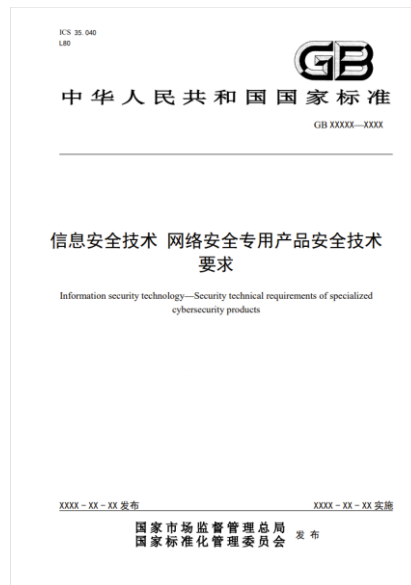 ICS 35.040
L80
GB
中华人民共和国国家标准
GB XXXXX—XXXX
信息安全技术 网络安全专用产品安全技术
要求
Information security technology—Security technical requirements of specialized
cybersecurity products
XXXX-XX-XX 发布
XXXX-XX-XX 实施
国家市场监督管理总局
国家标准化管理委员会
发布